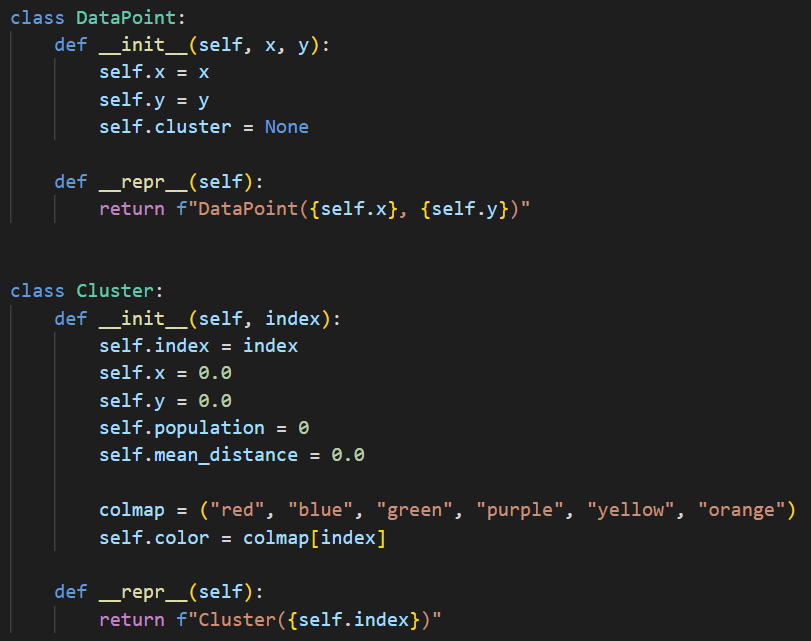 class DataPoint:
    def __init__(self, x, y):
        self.x = x
        self.y = y
        self.cluster = None

    def __repr__(self):
        return f"DataPoint({self.x}, {self.y})"


class Cluster:
    def __init__(self, index):
        self.index = index
        self.x = 0.0
        self.y = 0.0
        self.population = 0
        self.mean_distance = 0.0

        colmap = ("red", "blue", "green", "purple", "yellow", "orange")
        self.color = colmap[index]

    def __repr__(self):
        return f"Cluster({self.index})"